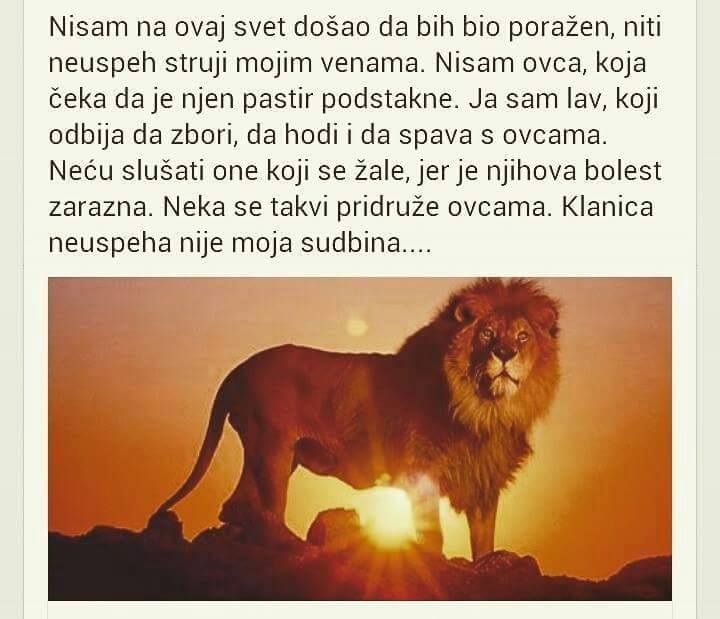 Nisam na ovaj svet došao da bih bio poražen, niti
neuspeh struji mojim venama. Nisam ovca, koja
čeka da je njen pastir podstakne. Ja sam lav, koji
odbija da zbori, da hodi i da spava s ovcama.
Neću slušati one koji se žale, jer je njihova bolest
zarazna. Neka se takvi pridruže ovcama. Klanica
neuspeha nije moja sudbina....